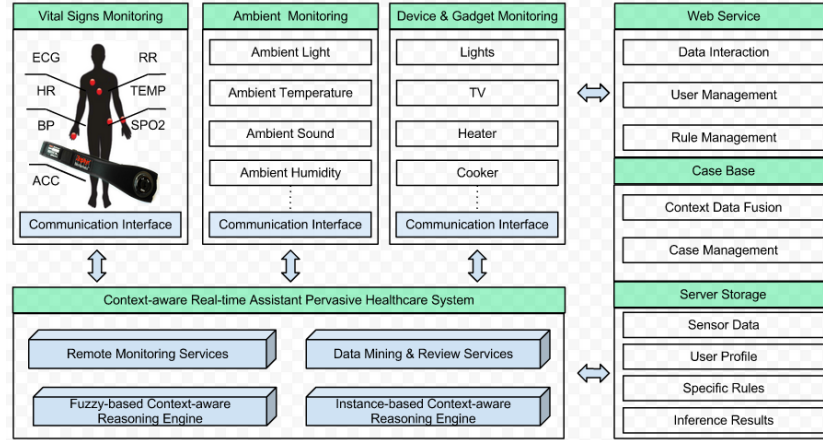 Vital Signs Monitoring
ECG
RR
HR
TEMP
BP
SPO2
ACC
Communication Interface
Ambient Monitoring
Ambient Light
Ambient Temperature
Ambient Sound
Ambient Humidity
Communication Interface
Device & Gadget Monitoring
Lights
TV
Heater
Cooker
Communication Interface
Context-aware Real-time Assistant Pervasive Healthcare System
Remote Monitoring Services
Data Mining & Review Services
Fuzzy-based Context-aware
Reasoning Engine
Instance-based Context-aware
Reasoning Engine
Web Service
Data Interaction
User Management
Rule Management
Case Base
Context Data Fusion
Case Management
Server Storage
Sensor Data
User Profile
Specific Rules
Inference Results